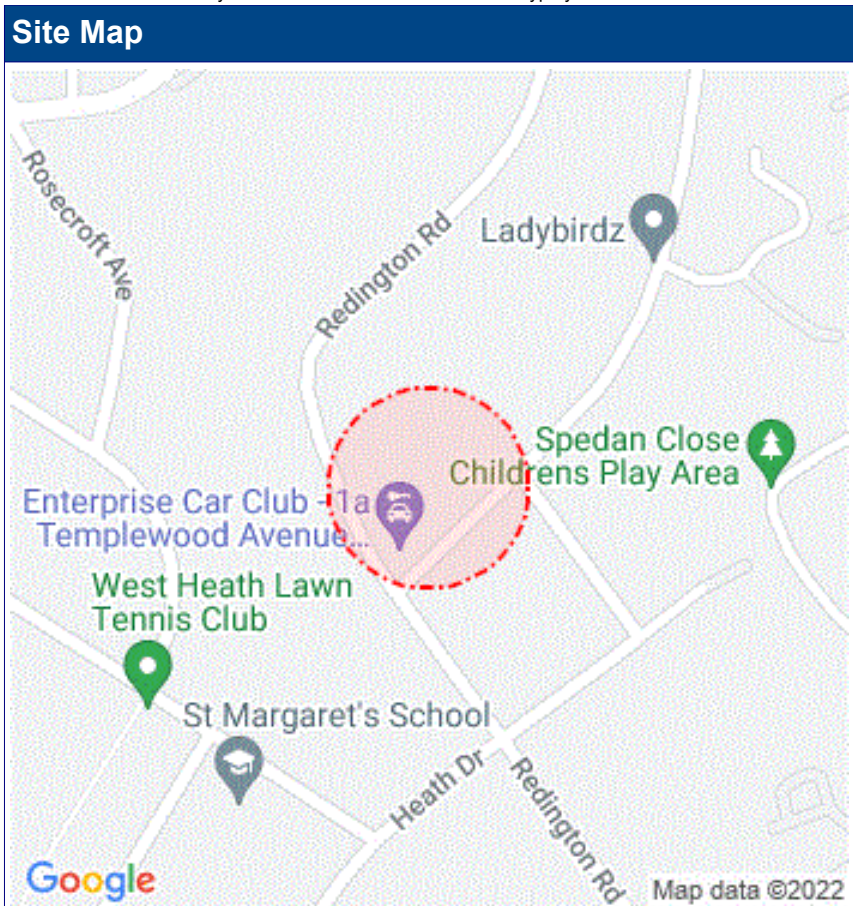 Site Map
Rosecroft Ave
Redington Rd
Ladybirdz
Spedan Close
Childrens Play Area
Enterprise Car Club - 1a
Templewood Avenue...
West Heath Lawn
Tennis Club
St Margaret's School
Heath Dr
Redington Rd
Google
Map data ©2022